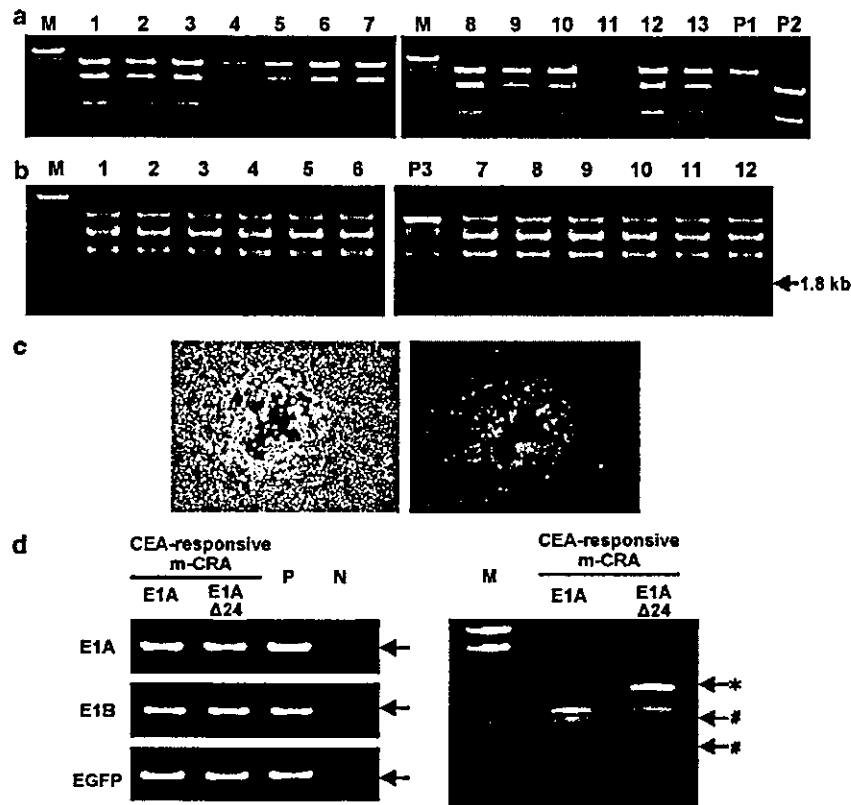 a
M 1 2 3 4 5 6 7 M 8 9 10 11 12 13 P1 P2
b
M 1 2 3 4 5 6 P3 7 8 9 10 11 12
1.8 kb
c
d
CEA-responsive
m-CRA
E1A E1A
Δ24
P N
E1A
E1B
EGFP
M
CEA-responsive
m-CRA
E1A E1A
Δ24
*
#
#